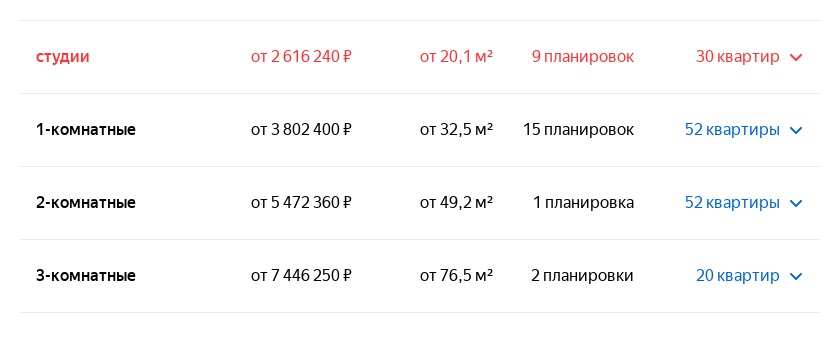 студии от 2 616 240 ₽ от 20,1 м² 9 планировок 30 квартир
1-комнатные от 3 802 400 ₽ от 32,5 м² 15 планировок 52 квартиры
2-комнатные от 5 472 360 ₽ от 49,2 м² 1 планировка 52 квартиры
3-комнатные от 7 446 250 ₽ от 76,5 м² 2 планировки 20 квартир